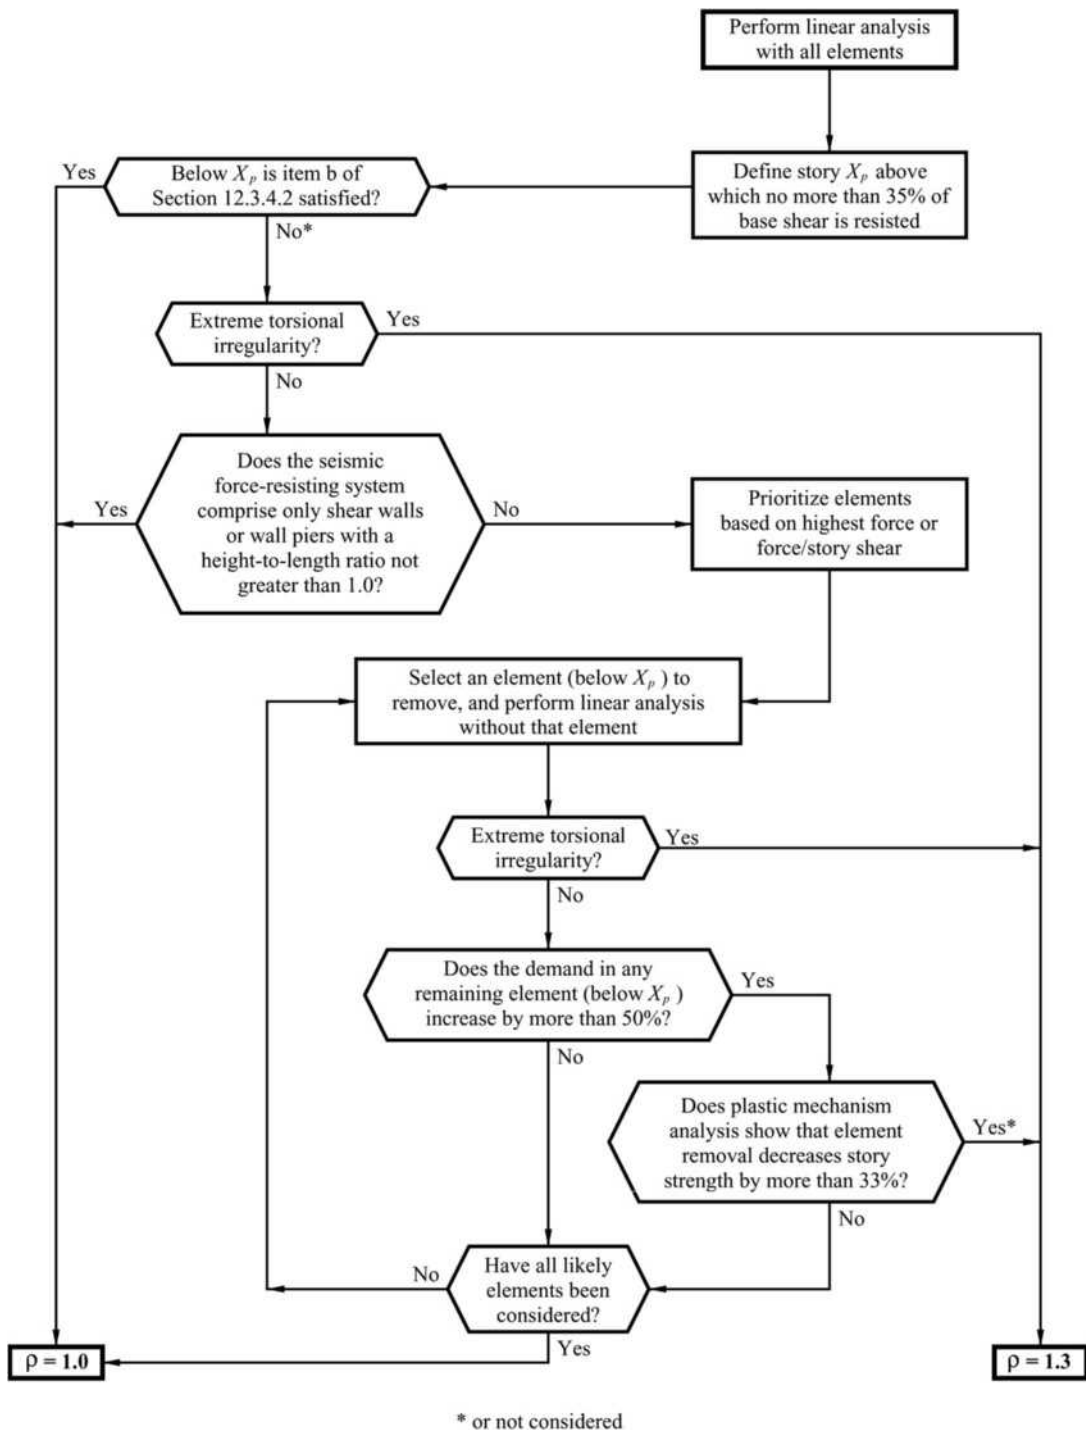 Perform linear analysis
with all elements
Define story Xp above
which no more than 35% of
base shear is resisted
Yes
Below Xp is item b of
Section 12.3.4.2 satisfied?
No*
Extreme torsional
irregularity?
Yes
No
Does the seismic
force-resisting system
comprise only shear walls
or wall piers with a
height-to-length ratio not
greater than 1.0?
Yes
No
Prioritize elements
based on highest force or
force/story shear
Select an element (below Xp ) to
remove, and perform linear analysis
without that element
Extreme torsional
irregularity?
Yes
No
Does the demand in any
remaining element (below Xp )
increase by more than 50%?
Yes
No
Does plastic mechanism
analysis show that element
removal decreases story
strength by more than 33%?
Yes*
No
Have all likely
elements been
considered?
No
Yes
ρ = 1.0
ρ = 1.3
* or not considered